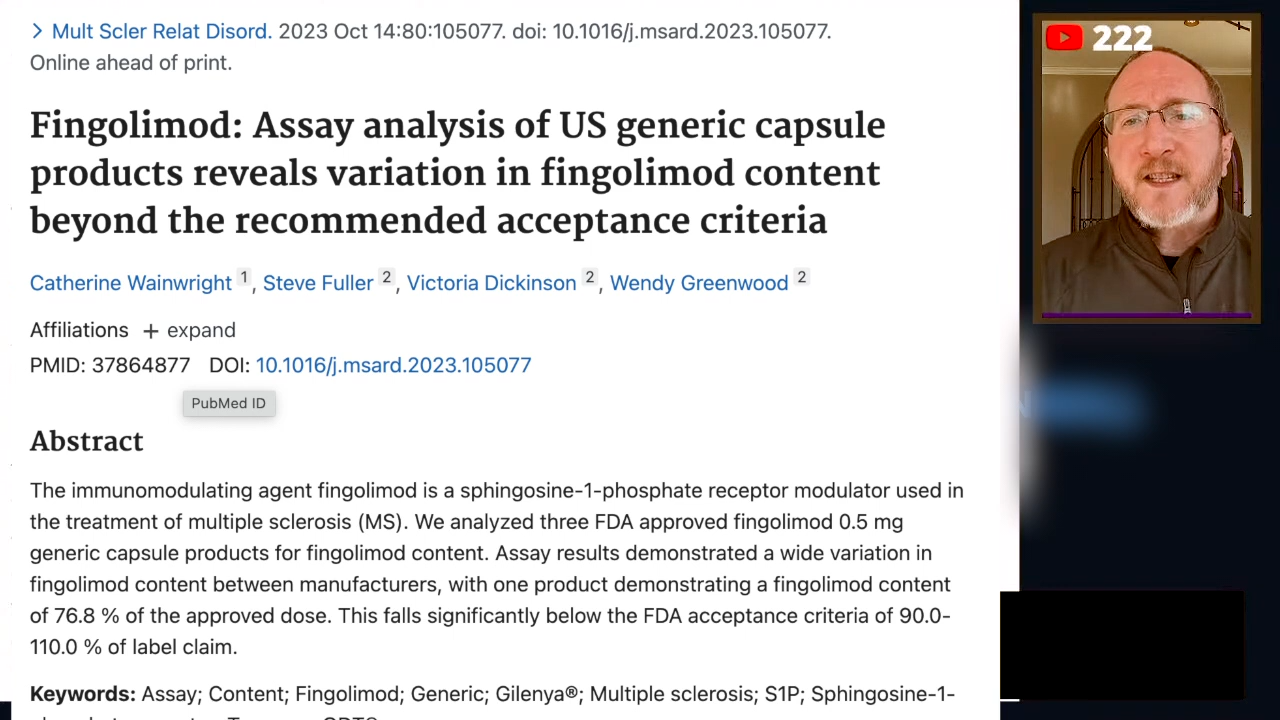 > Mult Scler Relat Disord. 2023 Oct 14:80:105077. doi: 10.1016/j.msard.2023.105077.
Online ahead of print.
Fingolimod: Assay analysis of US generic capsule
products reveals variation in fingolimod content
beyond the recommended acceptance criteria
Catherine Wainwright 1, Steve Fuller 2, Victoria Dickinson 2, Wendy Greenwood 2
Affiliations + expand
PMID: 37864877 DOI: 10.1016/j.msard.2023.105077
PubMed ID
Abstract
The immunomodulating agent fingolimod is a sphingosine-1-phosphate receptor modulator used in
the treatment of multiple sclerosis (MS). We analyzed three FDA approved fingolimod 0.5 mg
generic capsule products for fingolimod content. Assay results demonstrated a wide variation in
fingolimod content between manufacturers, with one product demonstrating a fingolimod content
of 76.8 % of the approved dose. This falls significantly below the FDA acceptance criteria of 90.0-
110.0 % of label claim.
Keywords: Assay; Content; Fingolimod; Generic; Gilenya®; Multiple sclerosis; S1P; Sphingosine-1-
222